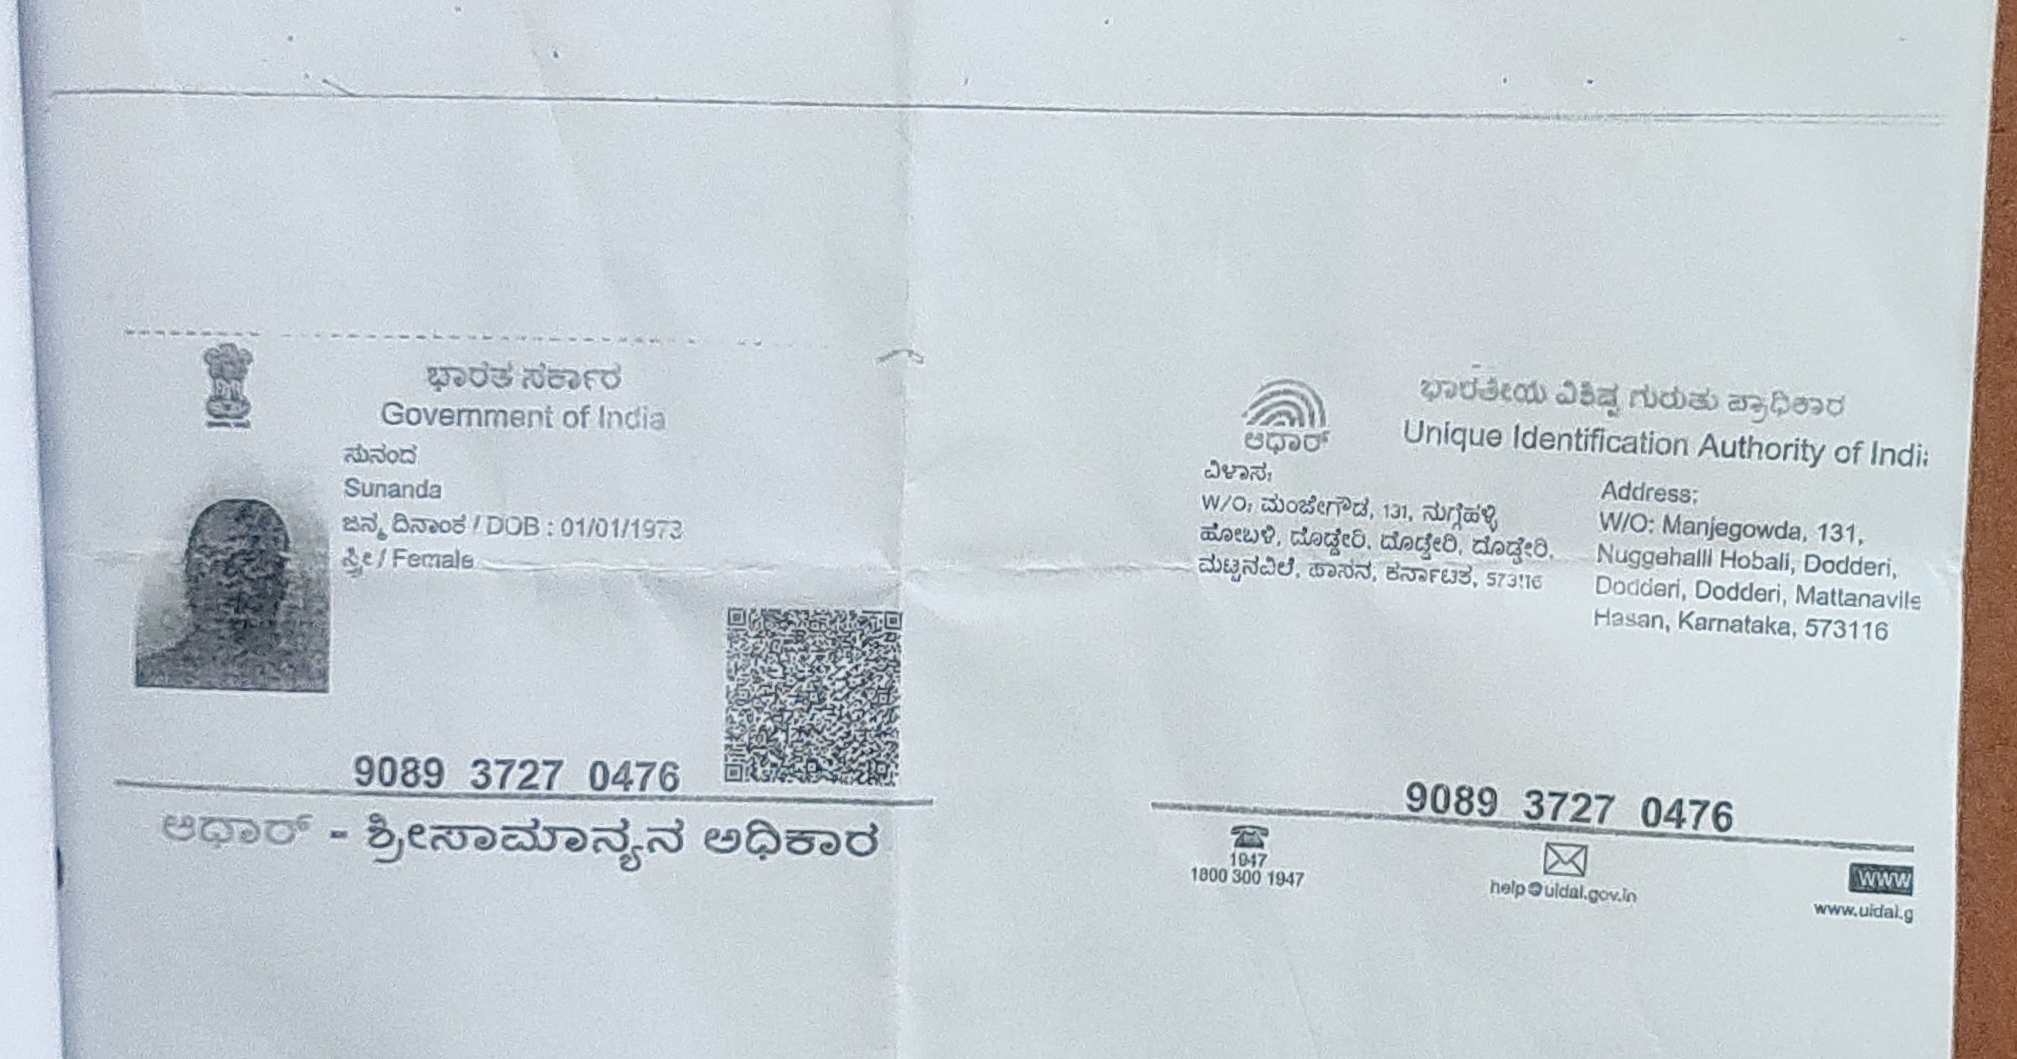 ಭಾರತ ಸರ್ಕಾರ
Government of India
ಸುನಂದ
Sunanda
ಜನ್ಮ ದಿನಾಂಕ / DOB : 01/01/1973
ಸ್ತ್ರೀ / Female
9089 3727 0476
ಆಧಾರ್ - ಶ್ರೀಸಾಮಾನ್ಯನ ಅಧಿಕಾರ
ಭಾರತೀಯ ವಿಶಿಷ್ಟ ಗುರುತು ಪ್ರಾಧಿಕಾರ
Unique Identification Authority of Indi
ಆಧಾರ್
ವಿಳಾಸ:
W/O: ಮಂಜೇಗೌಡ, 131, ನುಗ್ಗೆಹಳ್ಳಿ
ಹೋಬಳಿ, ದೊಡ್ಡೇರಿ, ದೊಡ್ಡೇರಿ, ದೊಡ್ಡೇರಿ,
ಮಟ್ಟನವಿಲೆ, ಹಾಸನ, ಕರ್ನಾಟಕ, 573116
Address:
W/O: Manjegowda, 131,
Nuggehalli Hobali, Dodderi,
Dodderi, Dodderi, Mattanavile
Hasan, Karnataka, 573116
9089 3727 0476
1947
1800 300 1947
help@uidai.gov.in
www
www.uidai.g